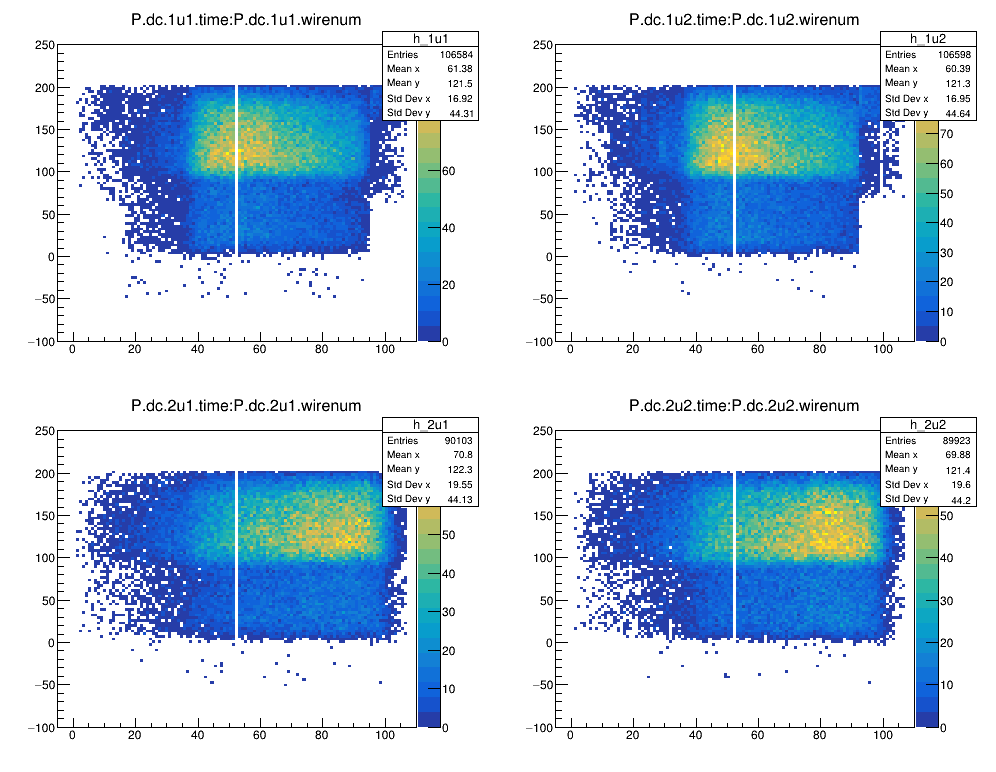 P.dc.1u1.time:P.dc.1u1.wirenum
h_1u1
Entries 106584
Mean x 61.38
Mean y 121.5
Std Dev x 16.92
Std Dev y 44.31
250
200
150
100
50
0
−50
−100
0 20 40 60 80 100
60
40
20
0
P.dc.1u2.time:P.dc.1u2.wirenum
h_1u2
Entries 106598
Mean x 60.39
Mean y 121.3
Std Dev x 16.95
Std Dev y 44.64
250
200
150
100
50
0
−50
−100
0 20 40 60 80 100
70
60
50
40
30
20
10
0
P.dc.2u1.time:P.dc.2u1.wirenum
h_2u1
Entries 90103
Mean x 70.8
Mean y 122.3
Std Dev x 19.55
Std Dev y 44.13
250
200
150
100
50
0
−50
−100
0 20 40 60 80 100
50
40
30
20
10
0
P.dc.2u2.time:P.dc.2u2.wirenum
h_2u2
Entries 89923
Mean x 69.88
Mean y 121.4
Std Dev x 19.6
Std Dev y 44.2
250
200
150
100
50
0
−50
−100
0 20 40 60 80 100
50
40
30
20
10
0